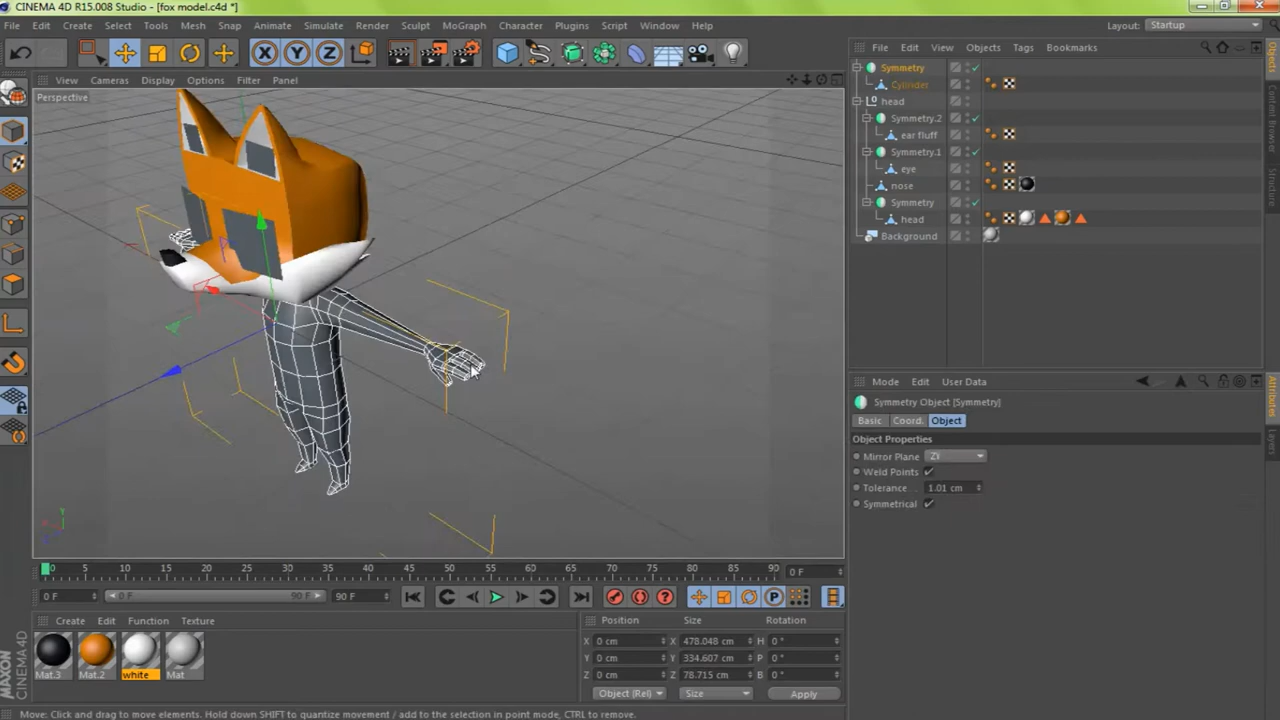 CINEMA 4D R15.008 Studio - [fox model.c4d *]
File Edit Create Select Tools Mesh Snap Animate Simulate Render Sculpt MoGraph Character Plugins Script Window Help
Layout: Startup
X Y Z
View Cameras Display Options Filter Panel
Perspective
File Edit View Objects Tags Bookmarks
Symmetry
Cylinder
head
Symmetry.2
ear fluff
Symmetry.1
eye
nose
Symmetry
head
Background
Objects
Content Browser
Structure
Mode Edit User Data
Symmetry Object [Symmetry]
Basic Coord. Object
Object Properties
Mirror Plane ZY
Weld Points
Tolerance 1.01 cm
Symmetrical
Attributes
Layers
Y
0 5 10 15 20 25 30 35 40 45 50 55 60 65 70 75 80 85 90 0 F
0 F 0 F 90 F 90 F
Create Edit Function Texture
Mat.3 Mat.2 white Mat
Position Size Rotation
X 0 cm X 478.048 cm H 0 °
Y 0 cm Y 334.607 cm P 0 °
Z 0 cm Z 78.715 cm B 0 °
Object (Rel) Size Apply
MAXON
CINEMA 4D
Move: Click and drag to move elements. Hold down SHIFT to quantize movement / add to the selection in point mode, CTRL to remove.